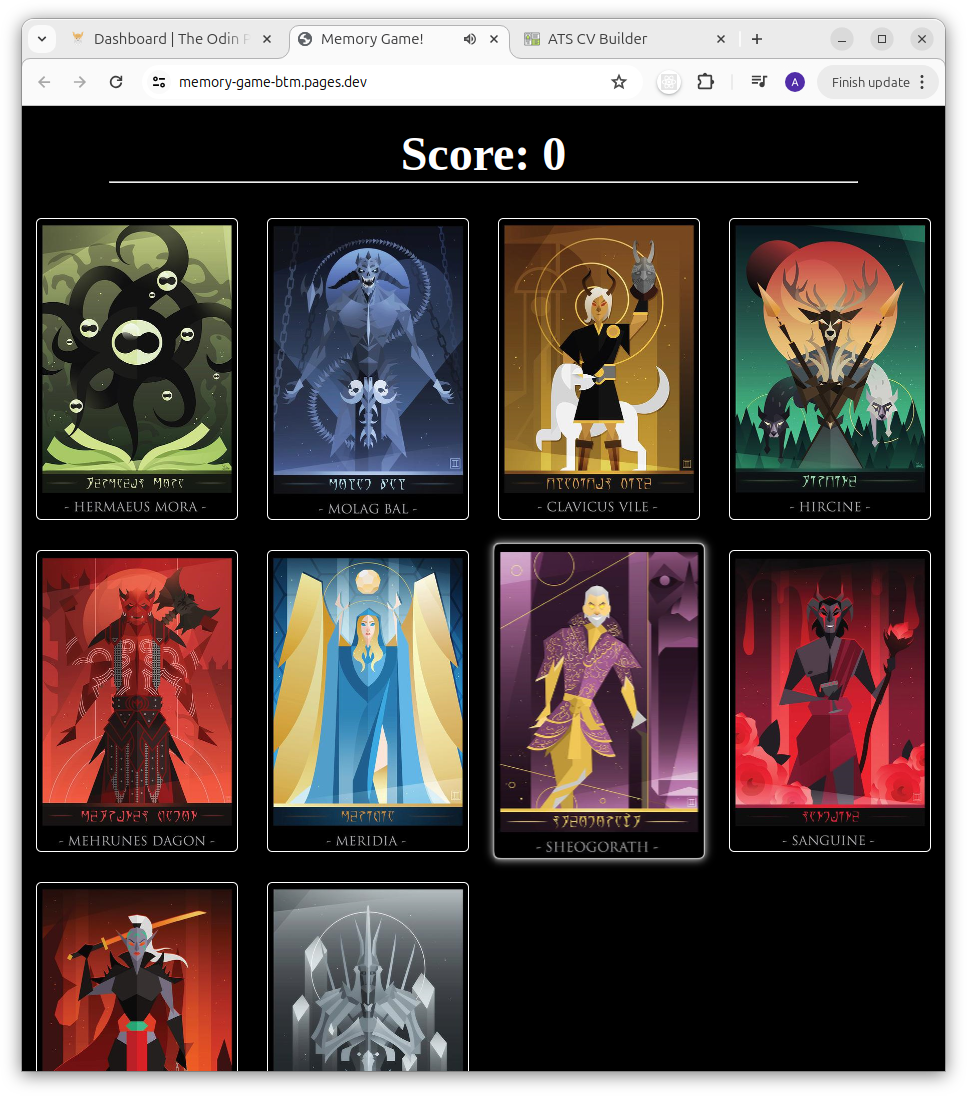 Dashboard | The Odin F
Memory Game!
ATS CV Builder
memory-game-btm.pages.dev
A
Finish update
Score: 0
- HERMAEUS MORA -
- MOLAG BAL -
- CLAVICUS VILE -
- HIRCINE -
- MEHRUNES DAGON -
- MERIDIA -
- SHEOGORATH -
- SANGUINE -